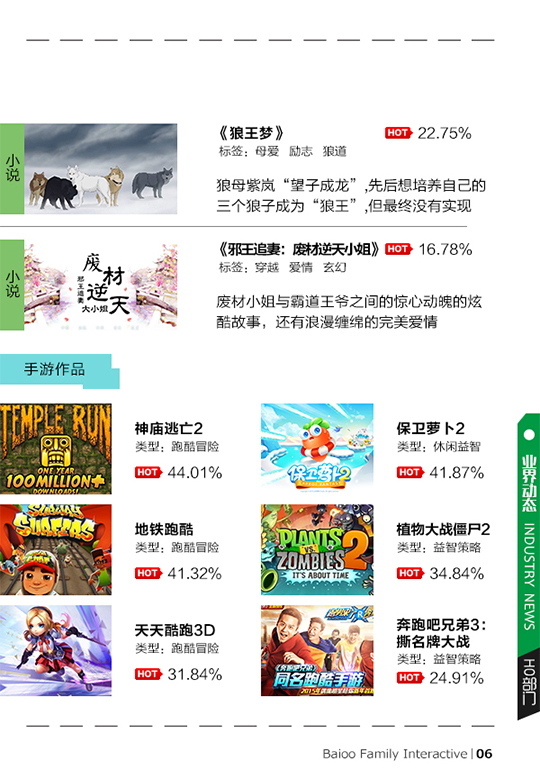 小说
《狼王梦》
HOT 22.75%
标签：母爱 励志 狼道
狼母紫岚“望子成龙”,先后想培养自己的
三个狼子成为“狼王”,但最终没有实现
小说
废材逆天
邪王追妻
大小姐
《邪王追妻：废材逆天小姐》 HOT 16.78%
标签：穿越 爱情 玄幻
废材小姐与霸道王爷之间的惊心动魄的炫
酷故事，还有浪漫缠绵的完美爱情
手游作品
TEMPLE RUN
ONE YEAR
100 MILLION+
DOWNLOADS!
神庙逃亡2
类型：跑酷冒险
HOT 44.01%
保卫萝卜2
保卫萝卜2
类型：休闲益智
HOT 41.87%
SUBWAY
SURFERS
地铁跑酷
类型：跑酷冒险
HOT 41.32%
PLANTS
VS.
ZOMBIES 2
IT'S ABOUT TIME
植物大战僵尸2
类型：益智策略
HOT 34.84%
天天酷跑3D
类型：跑酷冒险
HOT 31.84%
《奔跑吧兄弟》
同名跑酷手游
奔跑吧兄弟3：
撕名牌大战
类型：益智策略
HOT 24.91%
业界动态 INDUSTRY NEWS
Baioo Family Interactive | 06